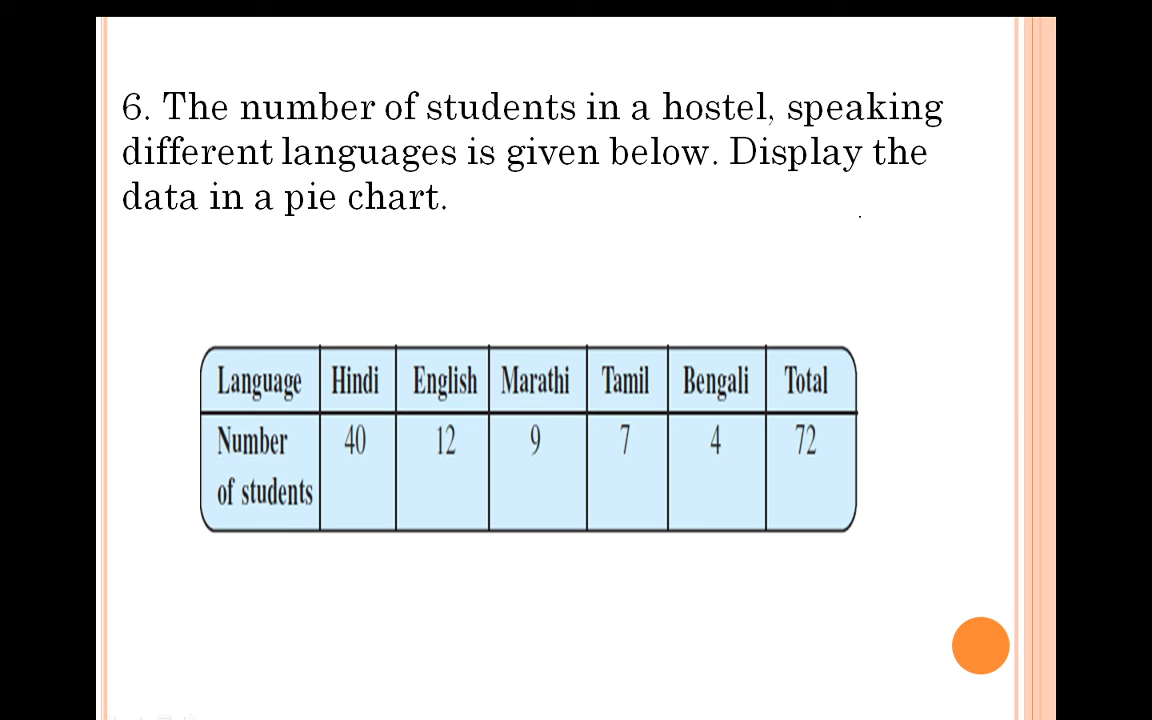 6. The number of students in a hostel, speaking
different languages is given below. Display the
data in a pie chart.
Language Hindi English Marathi Tamil Bengali Total
Number 40 12 9 7 4 72
of students